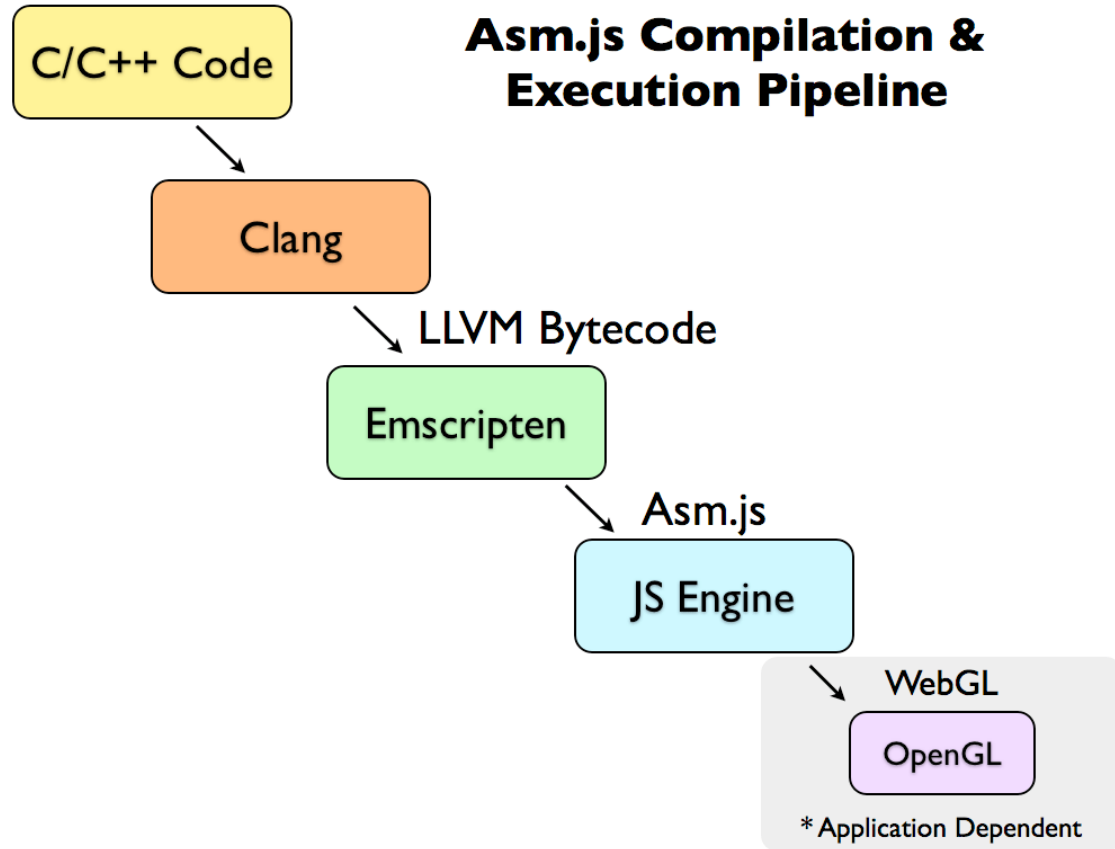 Asm.js Compilation &
Execution Pipeline
C/C++ Code
Clang
LLVM Bytecode
Emscripten
Asm.js
JS Engine
WebGL
OpenGL
* Application Dependent